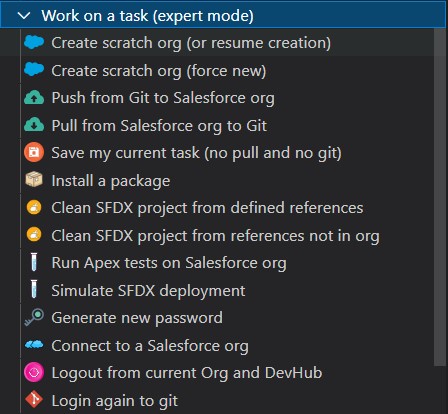 Work on a task (expert mode)
Create scratch org (or resume creation)
Create scratch org (force new)
Push from Git to Salesforce org
Pull from Salesforce org to Git
Save my current task (no pull and no git)
Install a package
Clean SFDX project from defined references
Clean SFDX project from references not in org
Run Apex tests on Salesforce org
Simulate SFDX deployment
Generate new password
Connect to a Salesforce org
Logout from current Org and DevHub
Login again to git